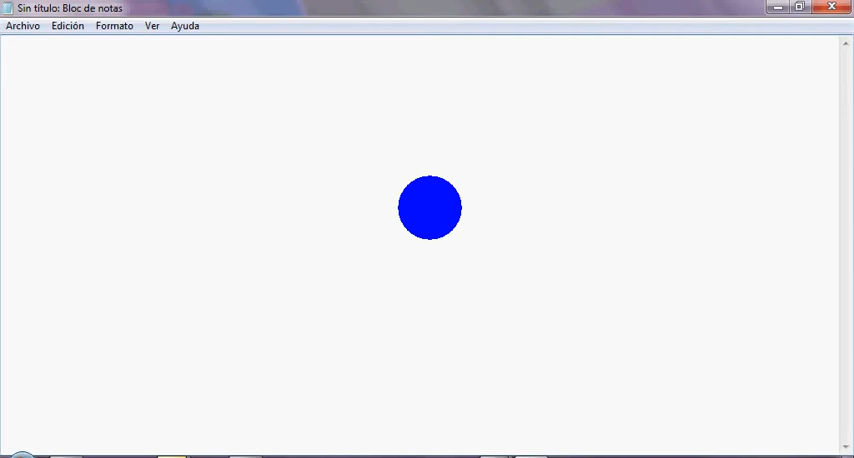 Sin título: Bloc de notas
Archivo Edición Formato Ver Ayuda